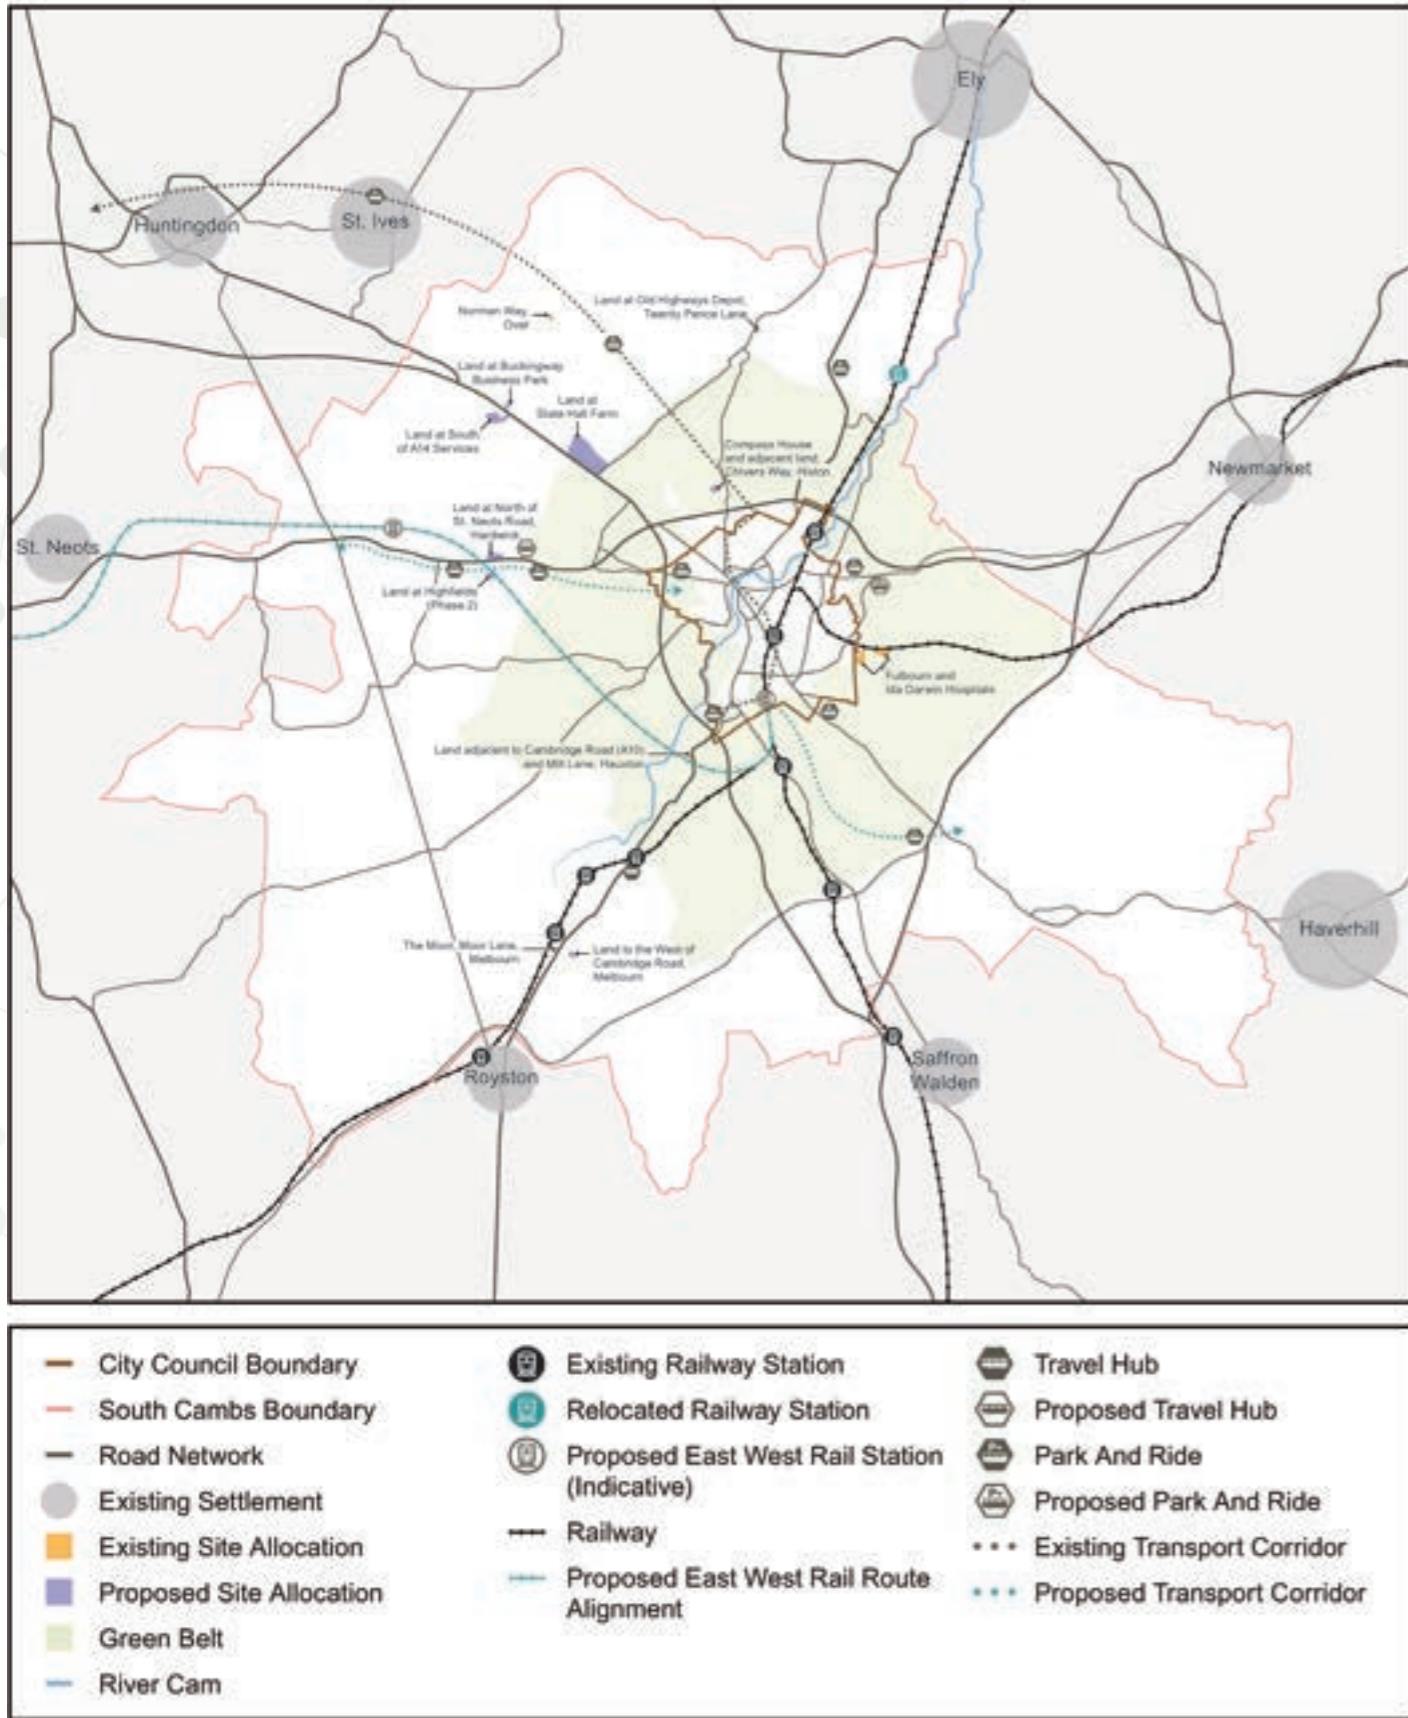 Ely
Huntingdon
St. Ives
Norman Way,
Over
Land at Old Highways Depot,
Twenty Pence Lane
Land at Buckingway
Business Park
Land at
Slate Hall Farm
Land at South
of A14 Services
Compass House
and adjacent land,
Chivers Way, Histon
Newmarket
Land at North of
St. Neots Road,
Hardwick
St. Neots
Land at Highfields
(Phase 2)
Fulbourn and
Ida Darwin Hospitals
Land adjacent to Cambridge Road (A10)
and Mill Lane, Hauxton
Haverhill
The Moor, Moor Lane,
Melbourn
Land to the West of
Cambridge Road,
Melbourn
Royston
Saffron
Walden
City Council Boundary
South Cambs Boundary
Road Network
Existing Settlement
Existing Site Allocation
Proposed Site Allocation
Green Belt
River Cam
Existing Railway Station
Relocated Railway Station
Proposed East West Rail Station
(Indicative)
Railway
Proposed East West Rail Route
Alignment
Travel Hub
Proposed Travel Hub
Park And Ride
Proposed Park And Ride
Existing Transport Corridor
Proposed Transport Corridor